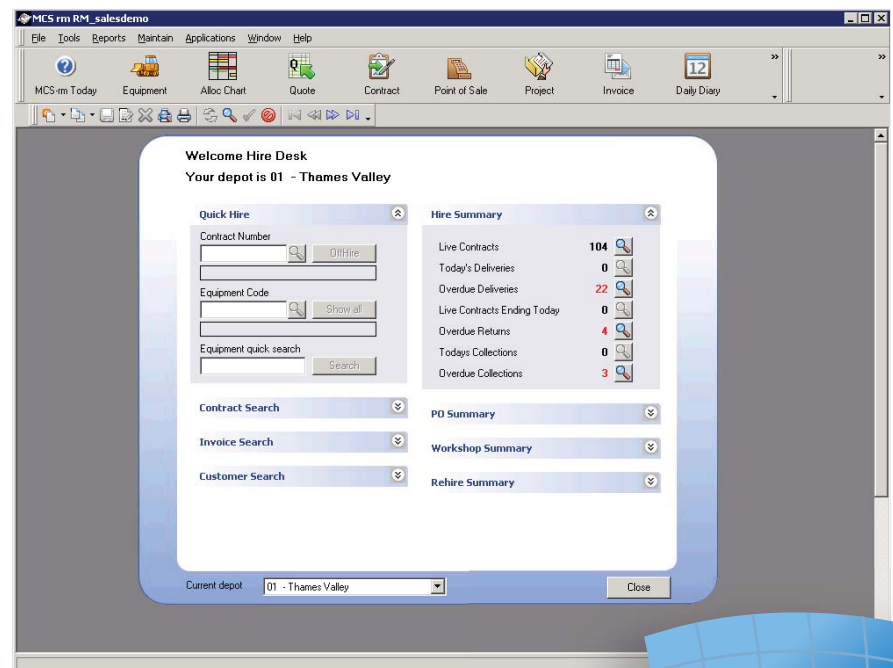 MCS rm RM_salesdemo
File Tools Reports Maintain Applications Window Help
MCS-rm Today Equipment Alloc Chart Quote Contract Point of Sale Project Invoice Daily Diary
12
Welcome Hire Desk
Your depot is 01 - Thames Valley
Quick Hire
Contract Number
OffHire
Equipment Code
Show all
Equipment quick search
Search
Contract Search
Invoice Search
Customer Search
Hire Summary
Live Contracts 104
Today's Deliveries 0
Overdue Deliveries 22
Live Contracts Ending Today 0
Overdue Returns 4
Todays Collections 0
Overdue Collections 3
PO Summary
Workshop Summary
Rehire Summary
Current depot 01 - Thames Valley Close